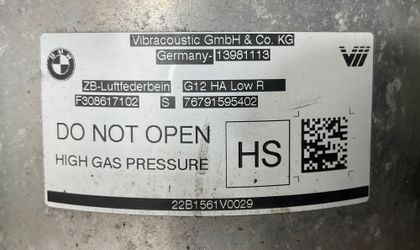 BMW
Vibracoustic GmbH & Co. KG
Germany- 13981113
ZB-Luftfederbein G12 HA Low R
F308617102 S 76791595402
DO NOT OPEN
HIGH GAS PRESSURE
HS
22B1561V0029